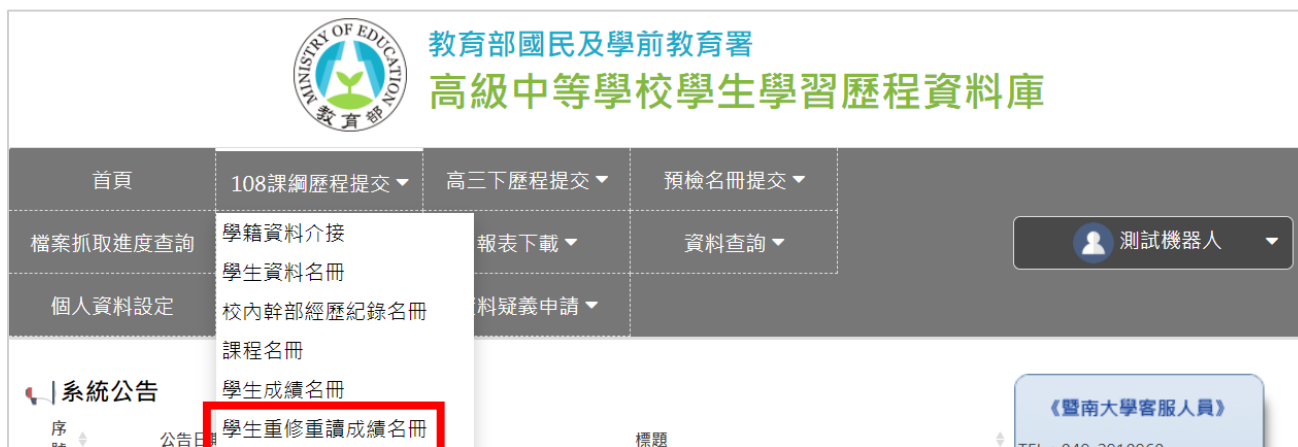 MINISTRY OF EDUCATION
教育部
教育部國民及學前教育署
高級中等學校學生學習歷程資料庫
首頁
108課綱歷程提交
高三下歷程提交
預檢名冊提交
檔案抓取進度查詢
報表下載
資料查詢
測試機器人
個人資料設定
料疑義申請
學籍資料介接
學生資料名冊
校內幹部經歷紀錄名冊
課程名冊
學生成績名冊
學生重修重讀成績名冊
系統公告
序
公告日
標題
《暨南大學客服人員》